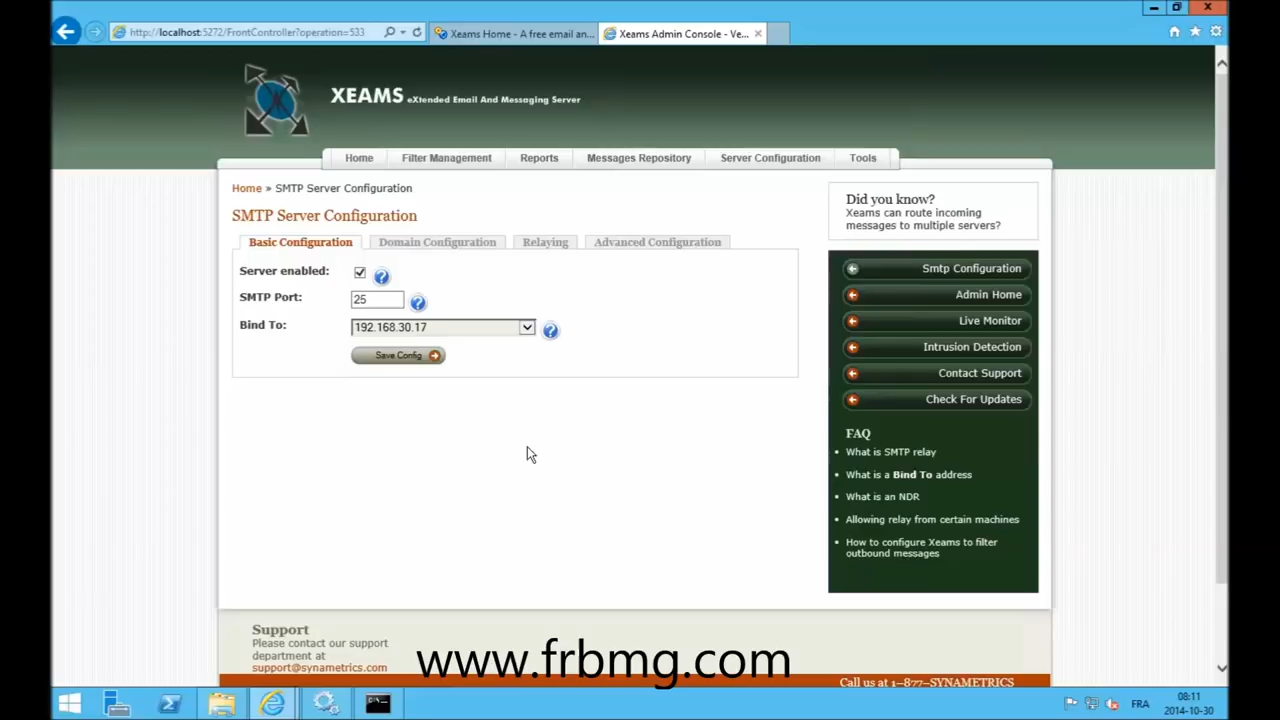 http://localhost:5272/FrontController?operation=533
Xeams Home - A free email an...
Xeams Admin Console - Ve...
XEAMS eXtended Email And Messaging Server
Home
Filter Management
Reports
Messages Repository
Server Configuration
Tools
Home » SMTP Server Configuration
SMTP Server Configuration
Basic Configuration
Domain Configuration
Relaying
Advanced Configuration
Server enabled:
SMTP Port:
25
Bind To:
192.168.30.17
Save Config
Did you know?
Xeams can route incoming
messages to multiple servers?
Smtp Configuration
Admin Home
Live Monitor
Intrusion Detection
Contact Support
Check For Updates
FAQ
What is SMTP relay
What is a Bind To address
What is an NDR
Allowing relay from certain machines
How to configure Xeams to filter
outbound messages
Support
Please contact our support
department at
support@synametrics.com
www.frbmg.com
Call us at 1-877-SYNAMETRICS
FRA
08:11
2014-10-30